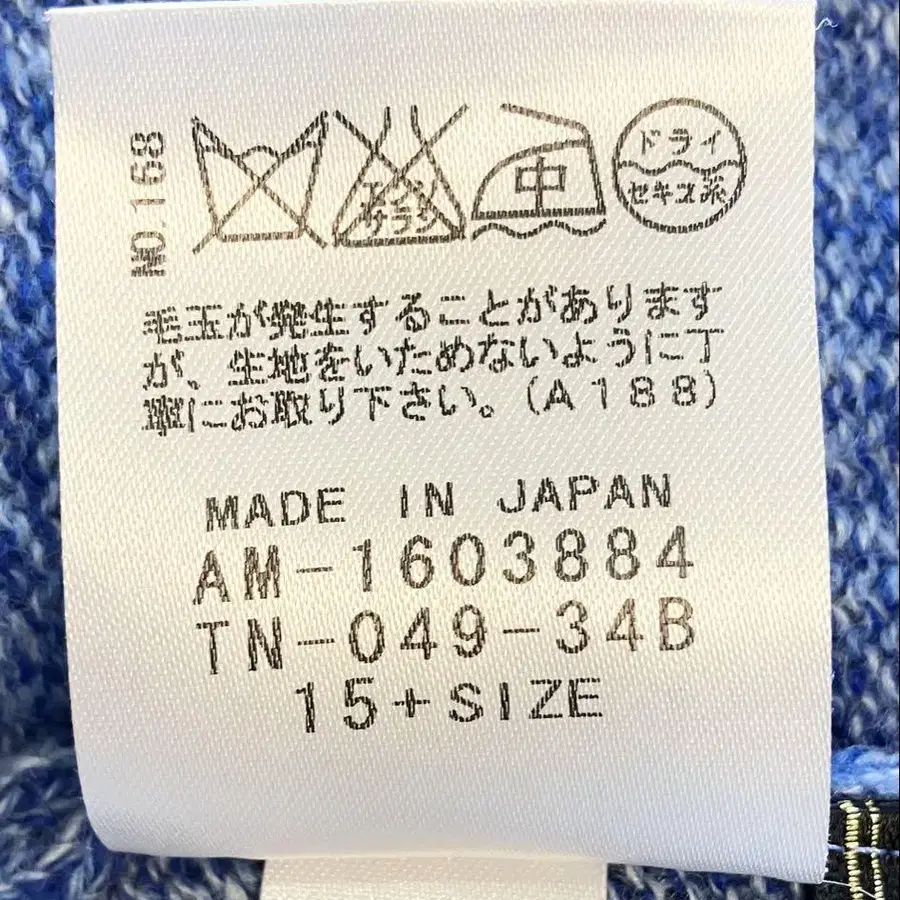 NO.168
エンソ
サラシ
中
ドライ
セキユ系
毛玉が発生することがあります
が、生地をいためないように丁
寧にお取り下さい。(A188)
MADE IN JAPAN
AM-1603884
TN-049-34B
15+SIZE